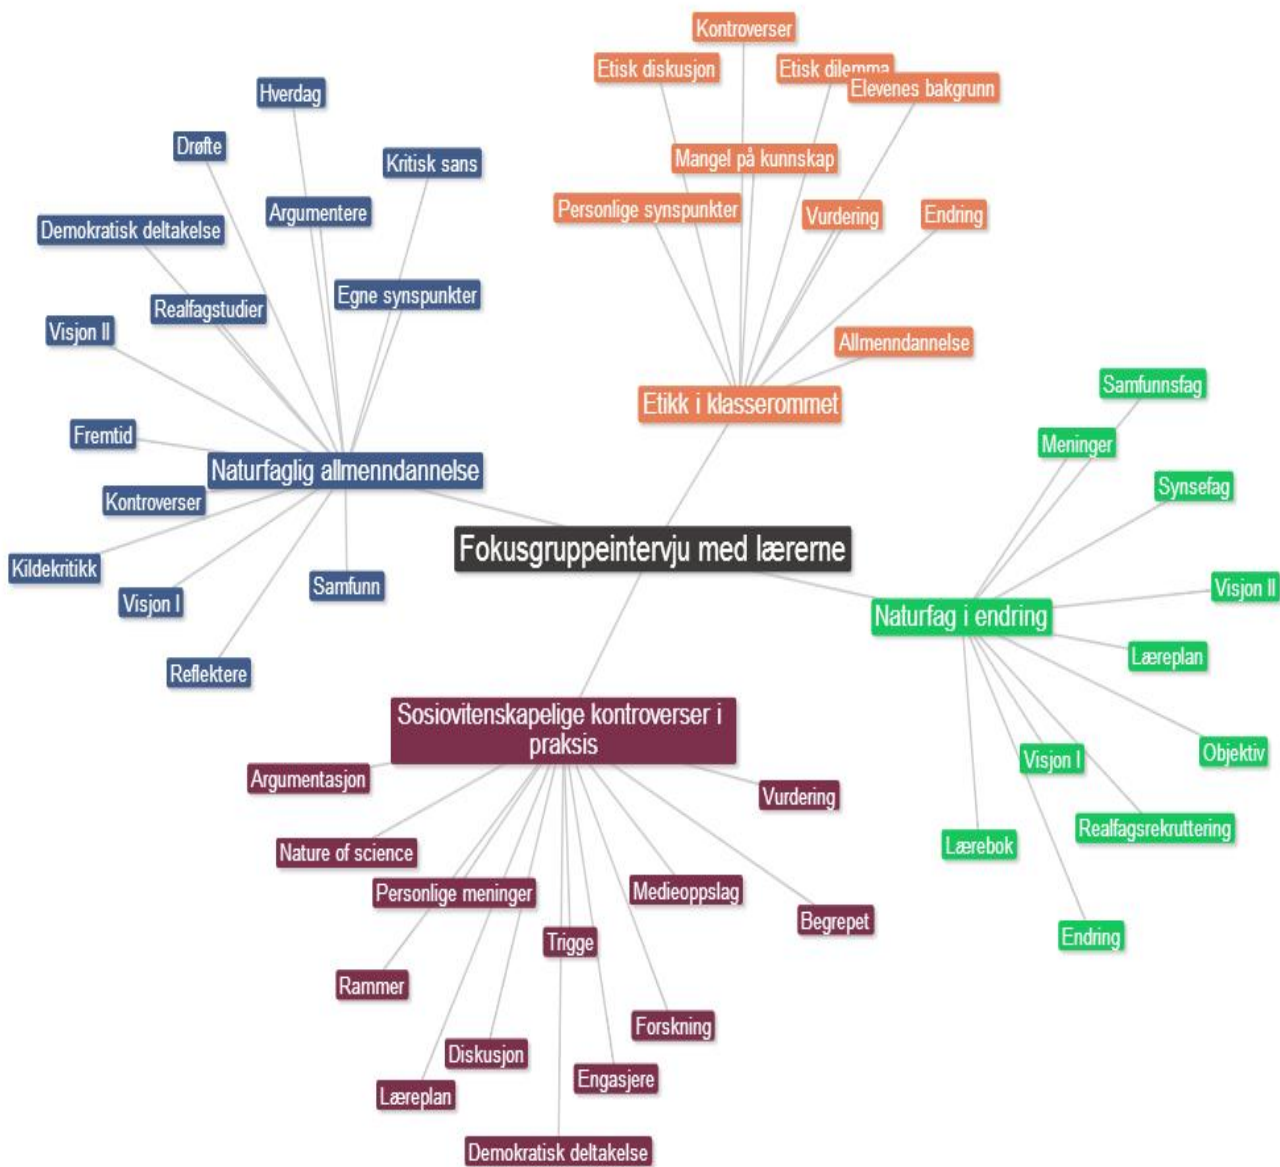 Kontroverser
Etisk diskusjon
Etisk dilemma
Elevenes bakgrunn
Mangel på kunnskap
Personlige synspunkter
Vurdering
Endring
Allmenndannelse
Etikk i klasserommet
Hverdag
Drøfte
Kritisk sans
Argumentere
Demokratisk deltakelse
Egne synspunkter
Realfagstudier
Visjon II
Fremtid
Naturfaglig allmenndannelse
Kontroverser
Kildekritikk
Visjon I
Samfunn
Reflektere
Fokusgruppeintervju med lærerne
Samfunnsfag
Meninger
Synsefag
Visjon II
Naturfag i endring
Læreplan
Objektiv
Visjon I
Realfagsrekruttering
Lærebok
Endring
Sosiovitenskapelige kontroverser i
praksis
Argumentasjon
Vurdering
Nature of science
Personlige meninger
Medieoppslag
Begrepet
Trigge
Rammer
Forskning
Diskusjon
Engasjere
Læreplan
Demokratisk deltakelse